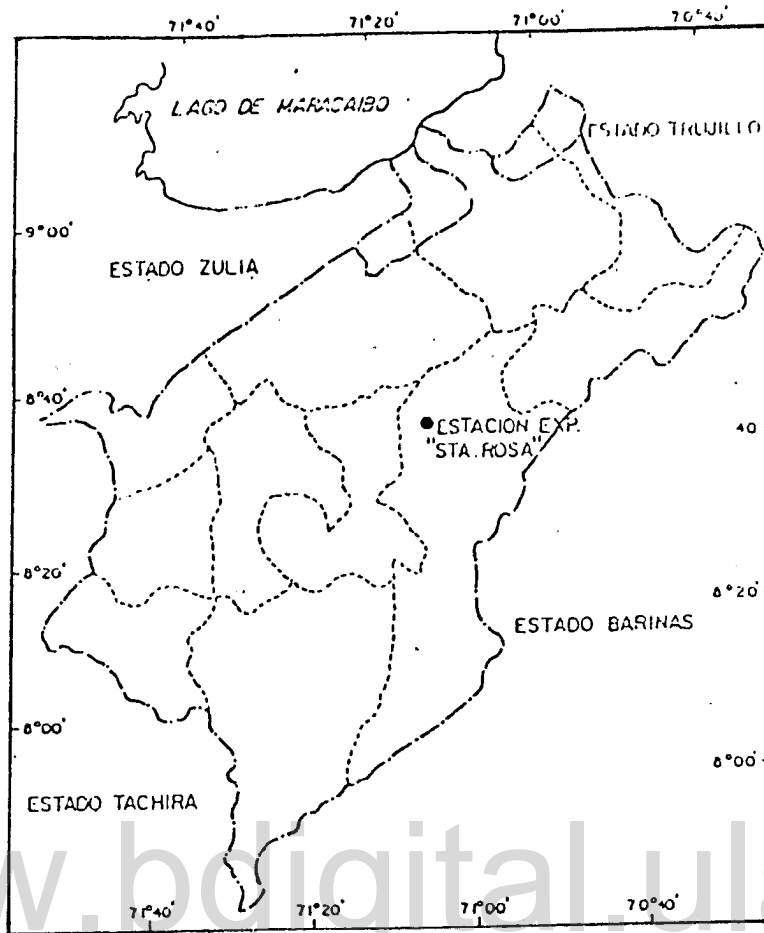 71°40' 71°20' 71°00' 70°40'
LAGO DE MARACAIBO
ESTADO TRUJILLO
9°00'
ESTADO ZULIA
8°40'
ESTACION EXP.
"STA. ROSA"
40
8°20'
8°20'
ESTADO BARINAS
8°00'
8°00'
ESTADO TACHIRA
w.bdigital.ula
71°40' 71°20' 71°00' 70°40'